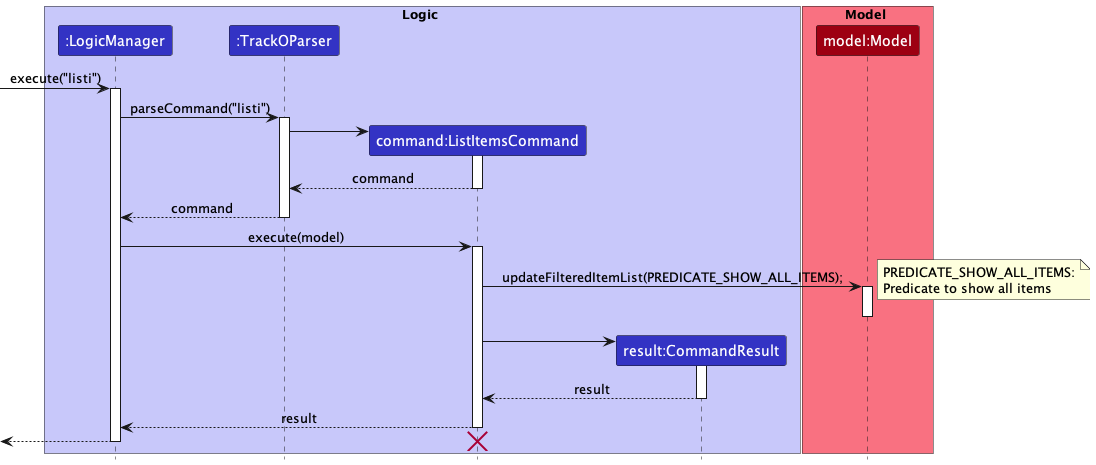 Logic
Model
:LogicManager
:TrackOParser
model:Model
execute("listi")
parseCommand("listi")
command:ListItemsCommand
command
command
execute(model)
PREDICATE_SHOW_ALL_ITEMS:
Predicate to show all items
updateFilteredItemList(PREDICATE_SHOW_ALL_ITEMS);
result:CommandResult
result
result